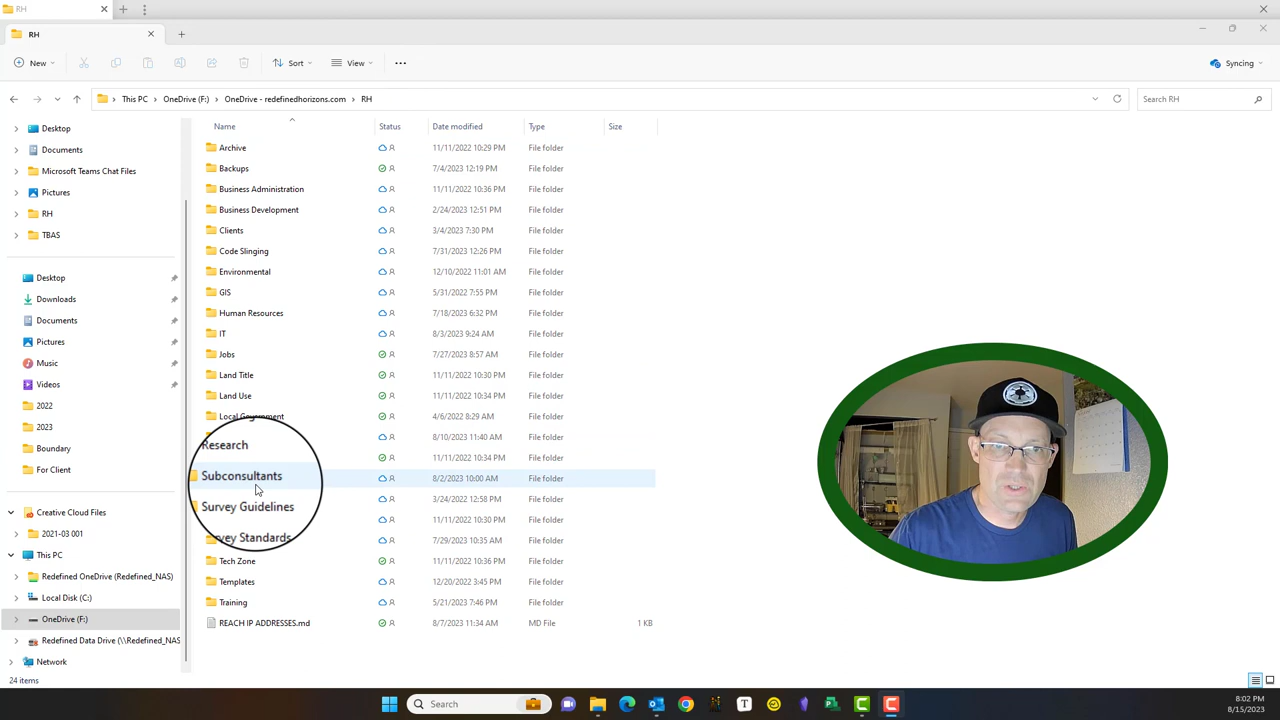 RH
RH
New
Sort
View
Syncing
This PC
OneDrive (F:)
OneDrive - redefinedhorizons.com
RH
Search RH
Name
Status
Date modified
Type
Size
Desktop
Documents
Microsoft Teams Chat Files
Pictures
RH
TBAS
Desktop
Downloads
Documents
Pictures
Music
Videos
2022
2023
Boundary
For Client
Creative Cloud Files
2021-03 001
This PC
Redefined OneDrive (Redefined_NAS)
Local Disk (C:)
OneDrive (F:)
Redefined Data Drive (\\Redefined_NAS
Network
Archive 11/11/2022 10:29 PM File folder
Backups 7/4/2023 12:19 PM File folder
Business Administration 11/11/2022 10:36 PM File folder
Business Development 2/24/2023 12:51 PM File folder
Clients 3/4/2023 7:30 PM File folder
Code Slinging 7/31/2023 12:26 PM File folder
Environmental 12/10/2022 11:01 AM File folder
GIS 5/31/2022 7:55 PM File folder
Human Resources 7/18/2023 6:32 PM File folder
IT 8/3/2023 9:24 AM File folder
Jobs 7/27/2023 8:57 AM File folder
Land Title 11/11/2022 10:30 PM File folder
Land Use 11/11/2022 10:34 PM File folder
Local Government 4/6/2022 8:29 AM File folder
8/10/2023 11:40 AM File folder
Research 11/11/2022 10:34 PM File folder
Subconsultants 8/2/2023 10:00 AM File folder
Survey Guidelines 3/24/2022 12:58 PM File folder
vey Standards 11/11/2022 10:30 PM File folder
7/29/2023 10:35 AM File folder
Tech Zone 11/11/2022 10:36 PM File folder
Templates 12/20/2022 3:45 PM File folder
Training 5/21/2023 7:46 PM File folder
REACH IP ADDRESSES.md 8/7/2023 11:34 AM MD File 1 KB
24 items
Search
8:02 PM
8/15/2023